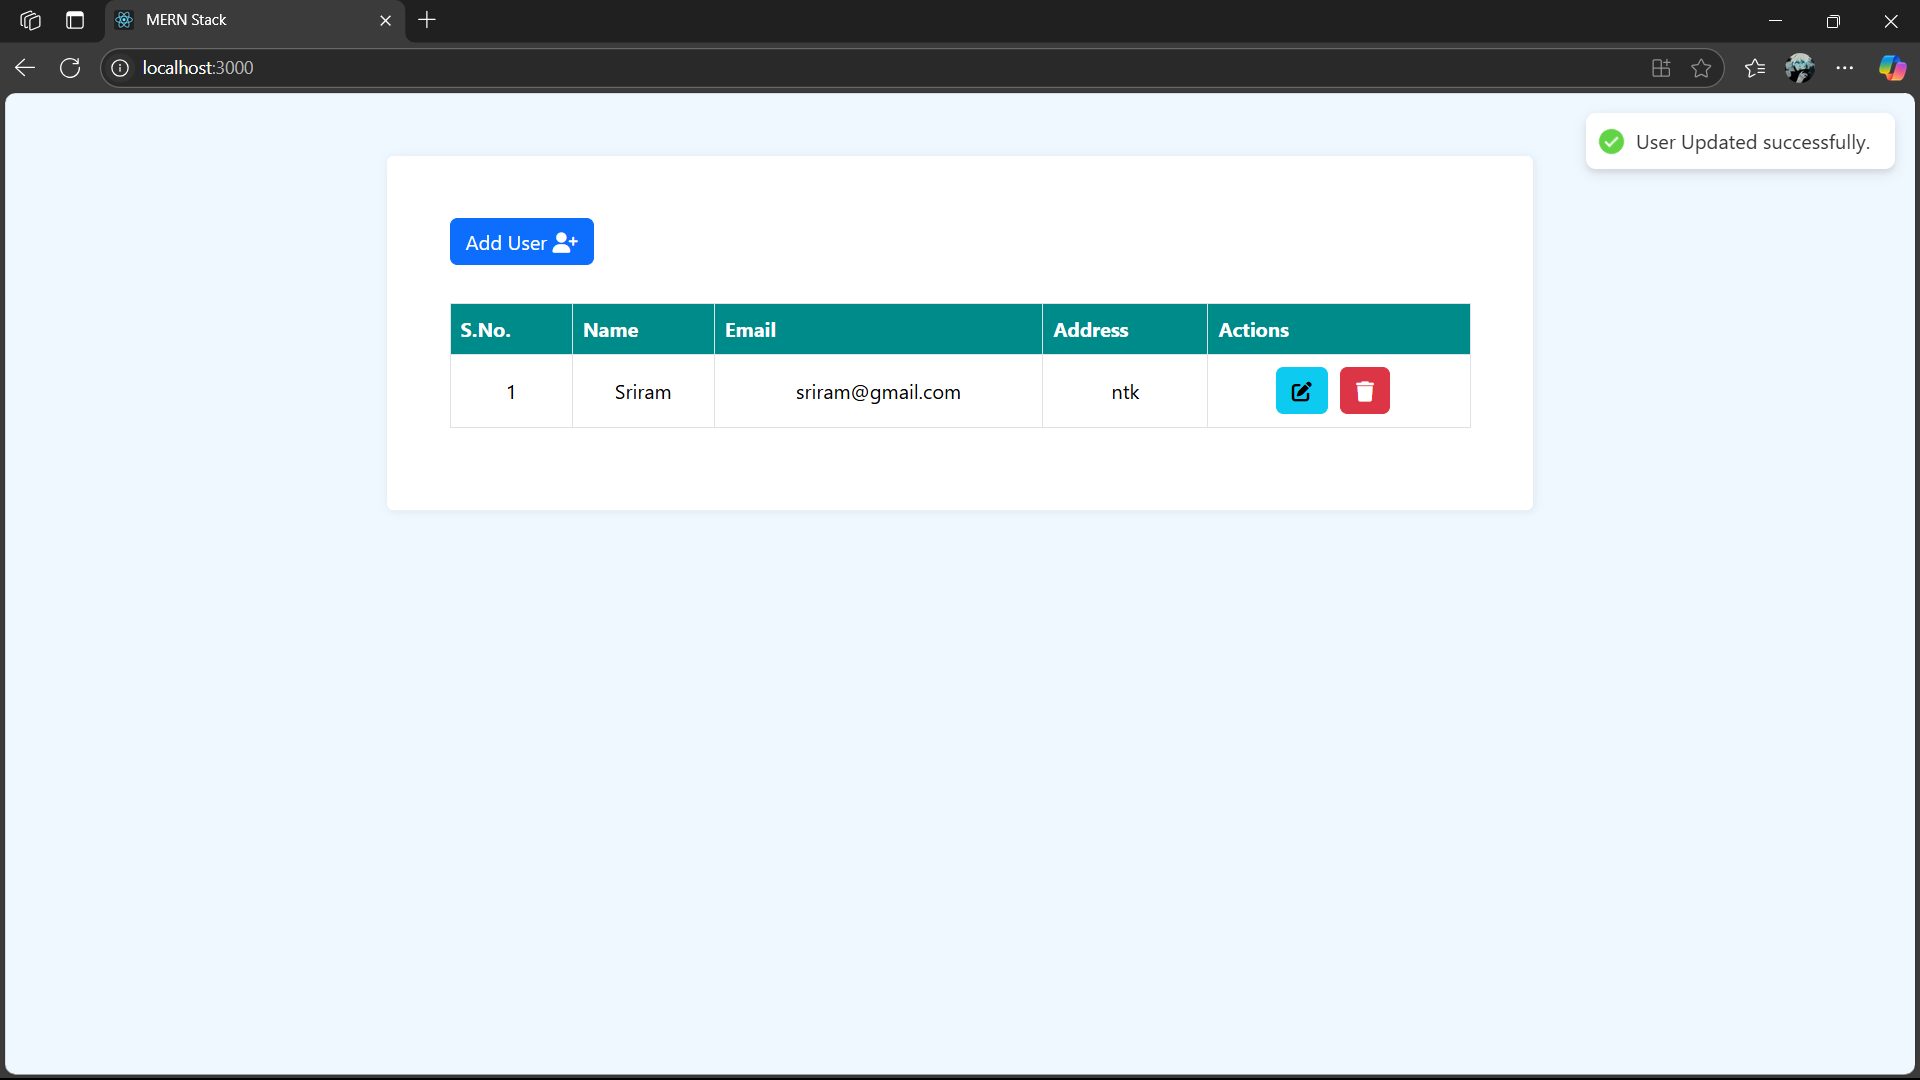 MERN Stack
localhost:3000
User Updated successfully.
Add User
S.No. Name Email Address Actions
1 Sriram sriram@gmail.com ntk